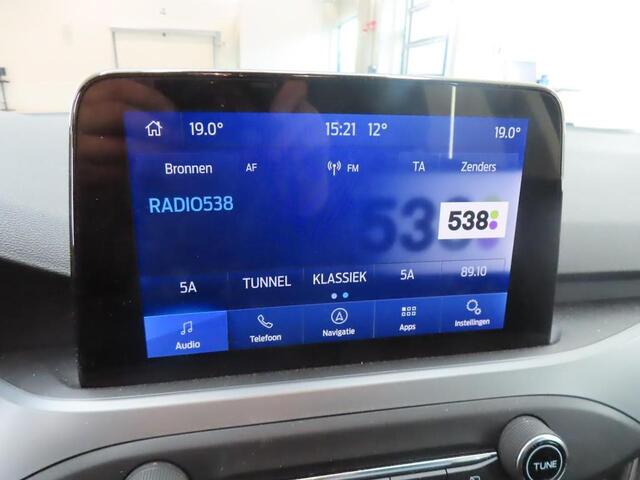 19.0° 15:21 12° 19.0°
Bronnen AF FM TA Zenders
RADIO538
538
538
5A TUNNEL KLASSIEK 5A 89.10
Audio Telefoon Navigatie Apps Instellingen
TUNE